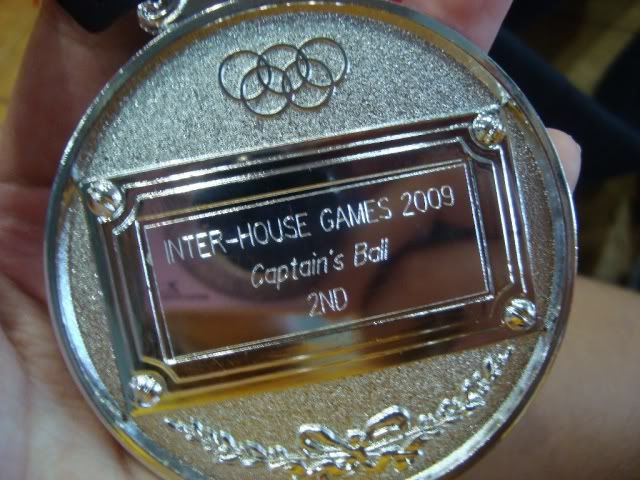 INTER-HOUSE GAMES 2009
Captain's Ball
2ND